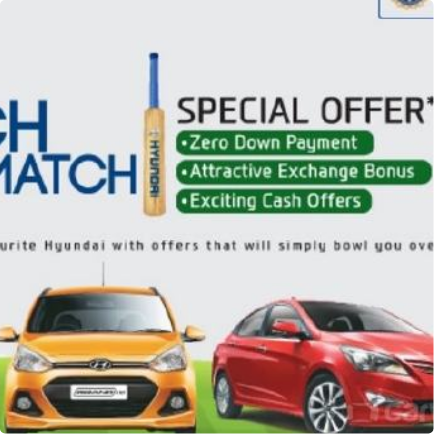 CH
MATCH
HYUNDAI
SPECIAL OFFER*
•Zero Down Payment
•Attractive Exchange Bonus
•Exciting Cash Offers
urite Hyundai with offers that will simply bowl you ove